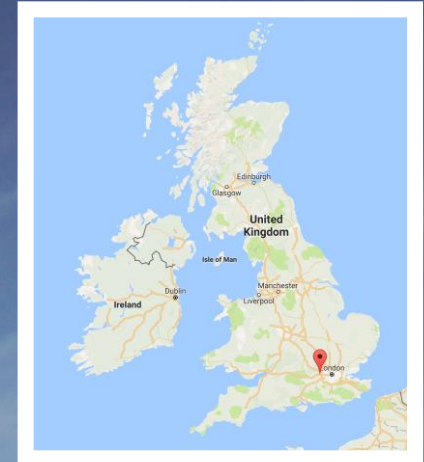 Edinburgh
Glasgow
United
Kingdom
Isle of Man
Dublin
Ireland
Manchester
Liverpool
London